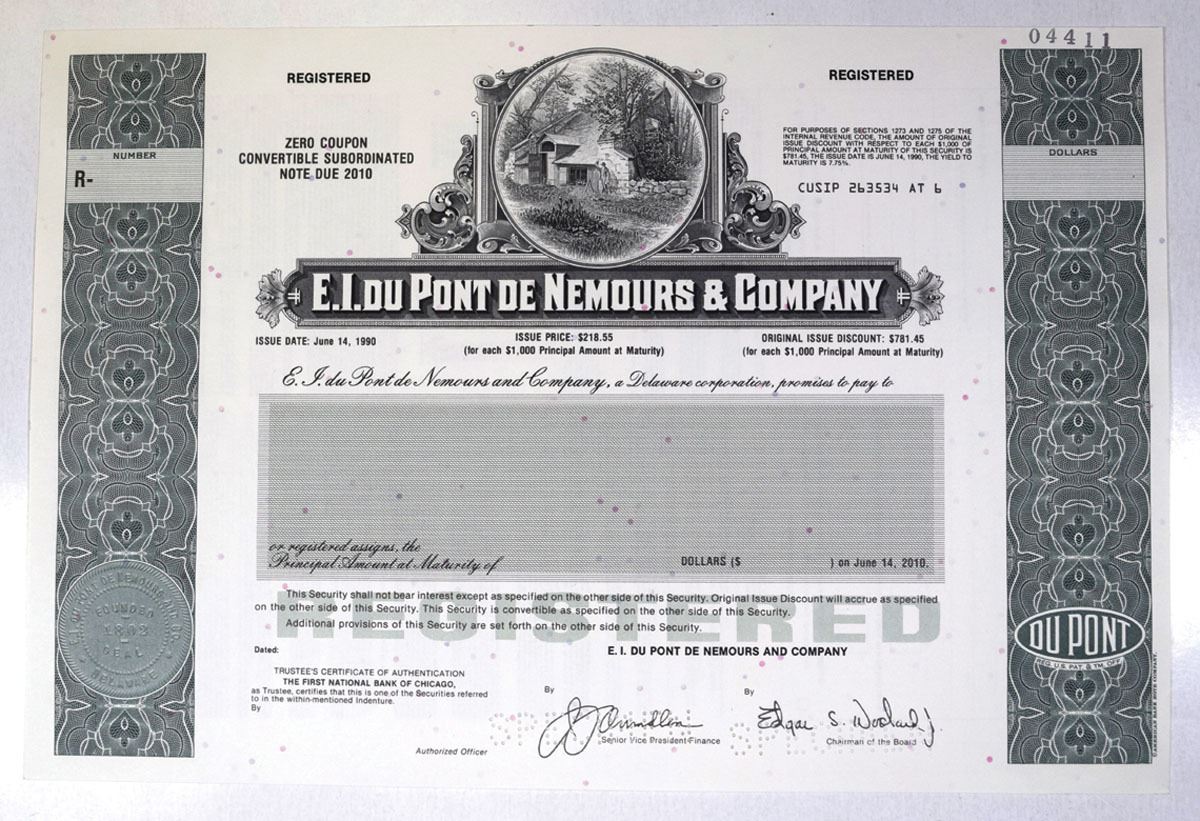 04411
REGISTERED
REGISTERED
ZERO COUPON
CONVERTIBLE SUBORDINATED
NOTE DUE 2010
FOR PURPOSES OF SECTIONS 1273 AND 1275 OF THE
INTERNAL REVENUE CODE, THE AMOUNT OF ORIGINAL
ISSUE DISCOUNT WITH RESPECT TO EACH $1,000 OF
PRINCIPAL AMOUNT AT MATURITY OF THIS SECURITY IS
$781.45, THE ISSUE DATE IS JUNE 14, 1990, THE YIELD TO
MATURITY IS 7.75%.
CUSIP 263534 AT 6
NUMBER
R-
DOLLARS
E.I. DU PONT DE NEMOURS & COMPANY
ISSUE DATE: June 14, 1990
ISSUE PRICE: $218.55
(for each $1,000 Principal Amount at Maturity)
ORIGINAL ISSUE DISCOUNT: $781.45
(for each $1,000 Principal Amount at Maturity)
E. I. du Pont de Nemours and Company, a Delaware corporation, promises to pay to
or registered assigns, the
Principal Amount at Maturity of DOLLARS ($ ) on June 14, 2010.
This Security shall not bear interest except as specified on the other side of this Security. Original Issue Discount will accrue as specified
on the other side of this Security. This Security is convertible as specified on the other side of this Security.
Additional provisions of this Security are set forth on the other side of this Security.
REGISTERED
Dated:
E. I. DU PONT DE NEMOURS AND COMPANY
TRUSTEE'S CERTIFICATE OF AUTHENTICATION
THE FIRST NATIONAL BANK OF CHICAGO,
as Trustee, certifies that this is one of the Securities referred
to in the within-mentioned Indenture.
By
Authorized Officer
By
Senior Vice President-Finance
By
Edgar S. Woolard Jr.
Chairman of the Board
FOUNDED
SEAL
DELAWARE
DU PONT
REG. U.S. PAT. & TM. OFF.
AMERICAN BANK NOTE COMPANY.